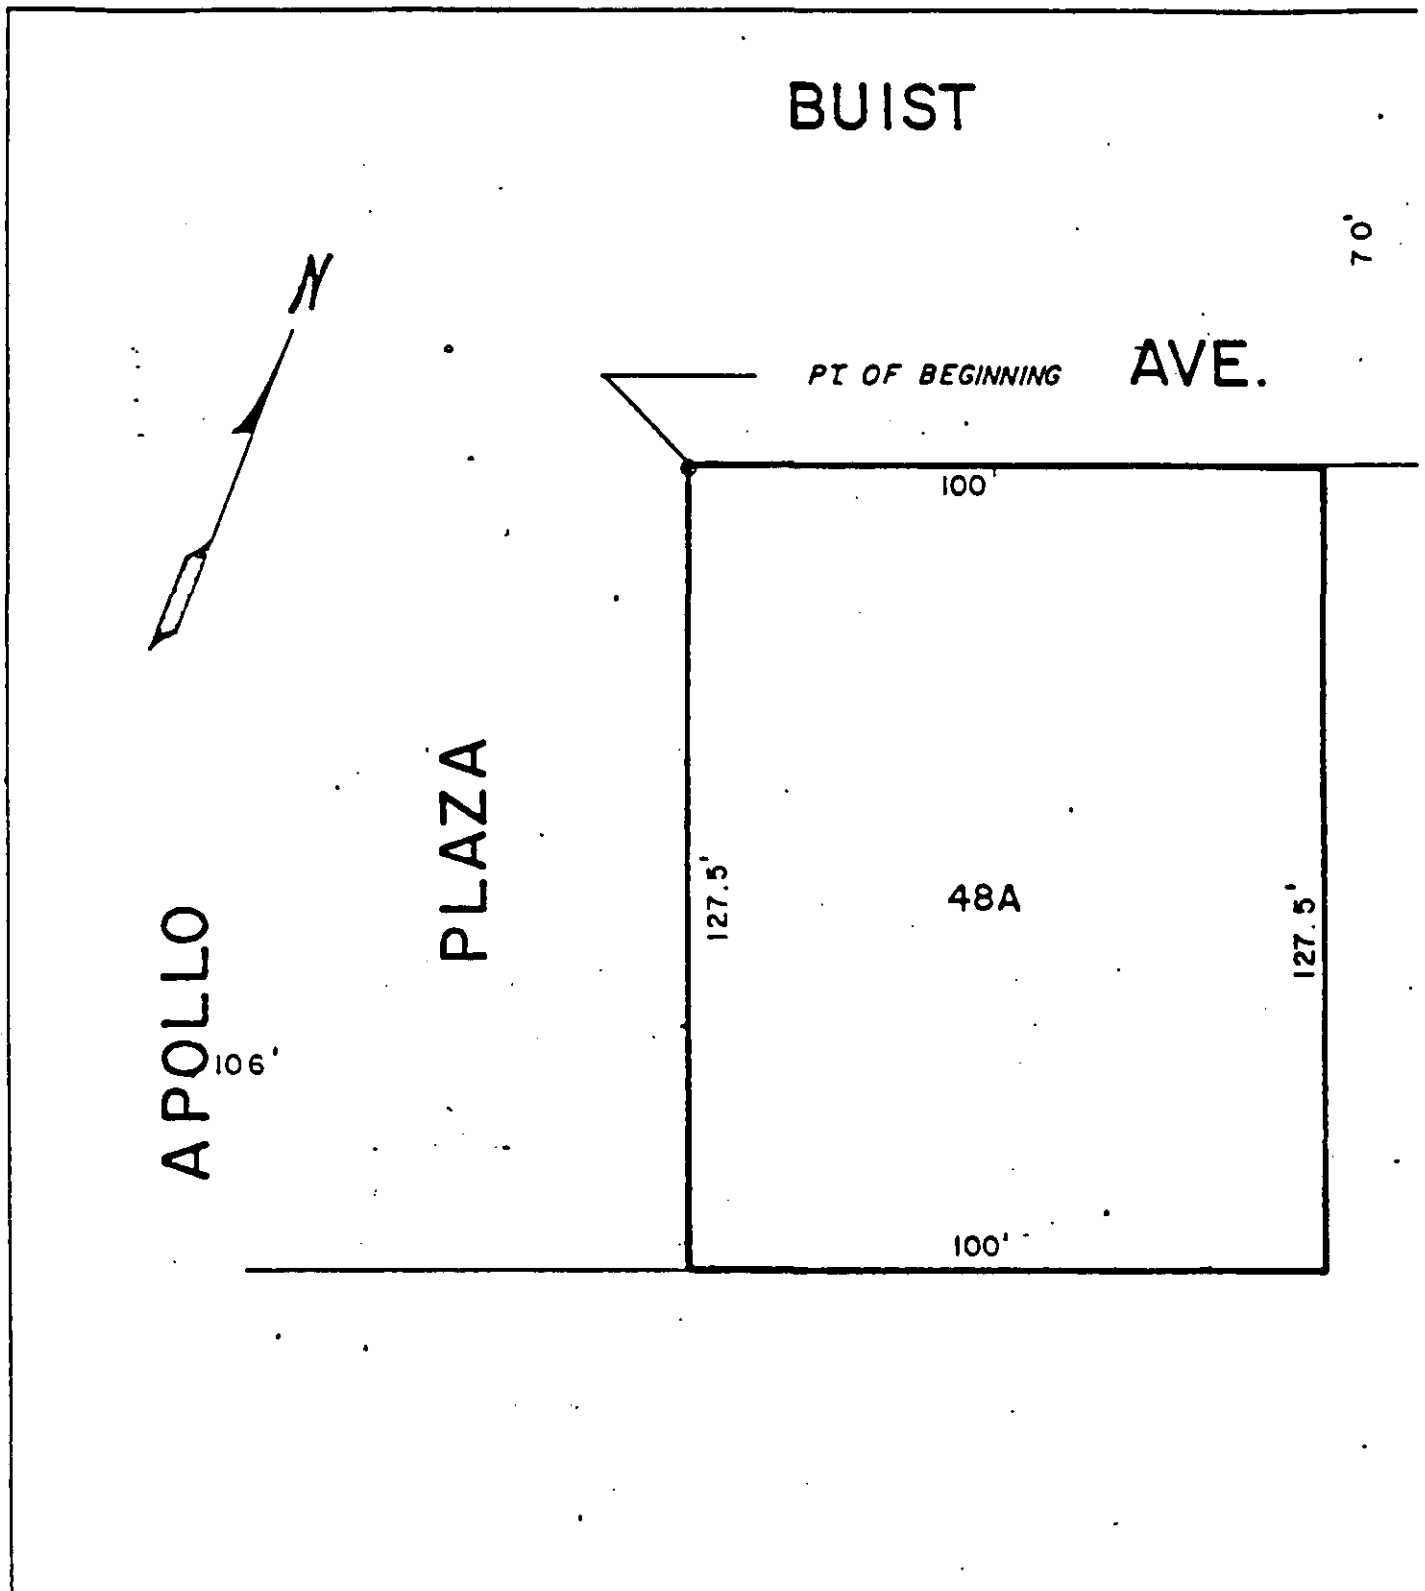 BUIST
70'
N
PT. OF BEGINNING
AVE.
100'
PLAZA
127.5'
48A
127.5'
APOLLO
106'
100'